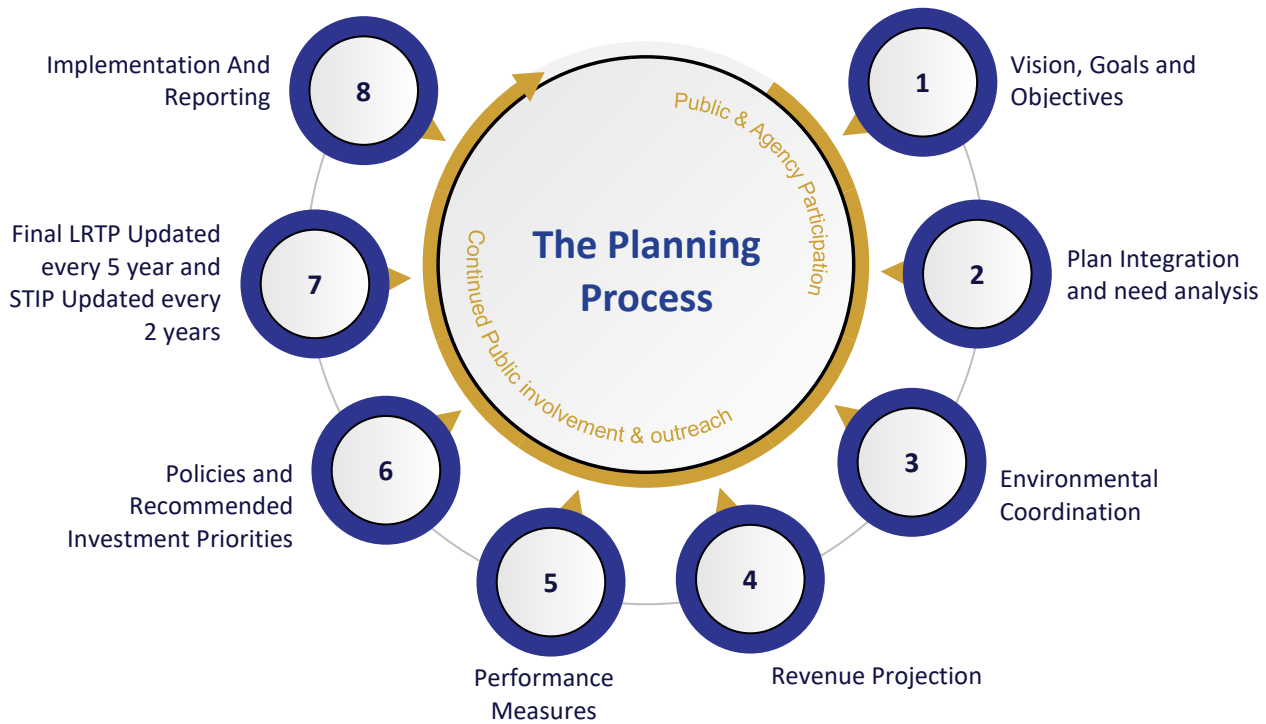 The Planning
Process
Public & Agency Participation
Continued Public involvement & outreach
1
Vision, Goals and
Objectives
2
Plan Integration
and need analysis
3
Environmental
Coordination
4
Revenue Projection
5
Performance
Measures
6
Policies and
Recommended
Investment Priorities
7
Final LRTP Updated
every 5 year and
STIP Updated every
2 years
8
Implementation And
Reporting